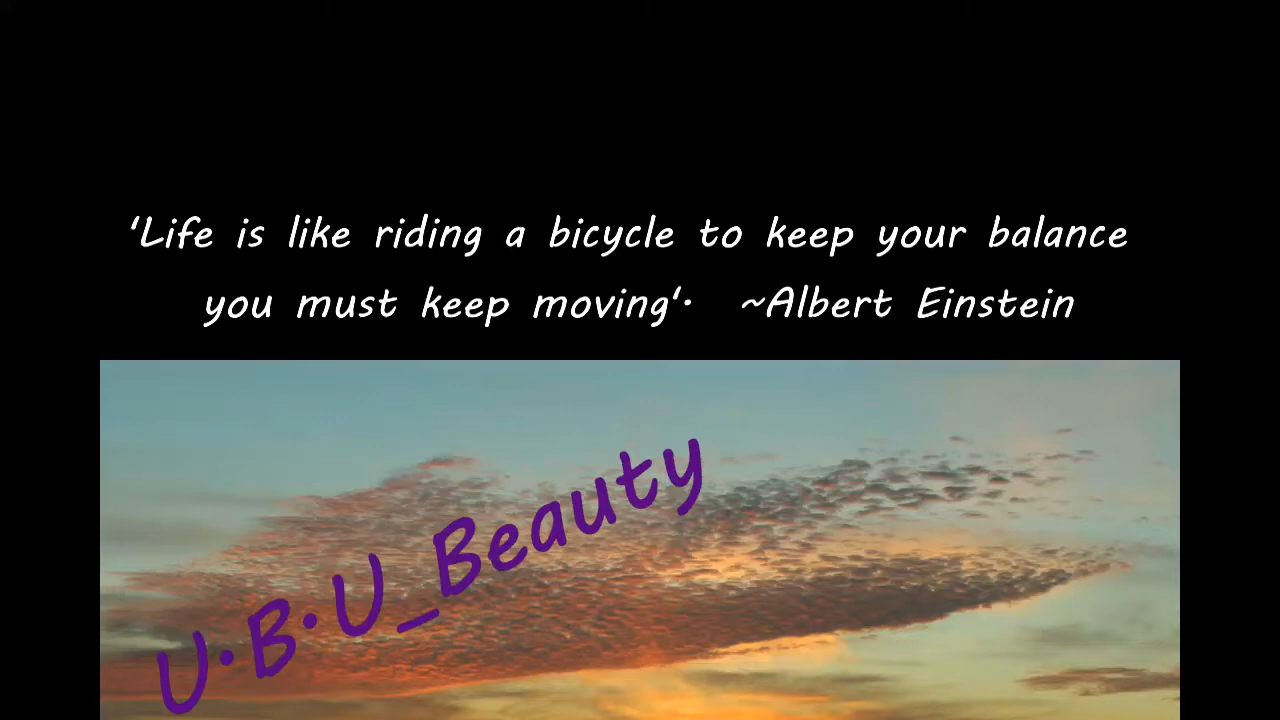 'Life is like riding a bicycle to keep your balance
you must keep moving'. ~Albert Einstein
U.B.U_Beauty